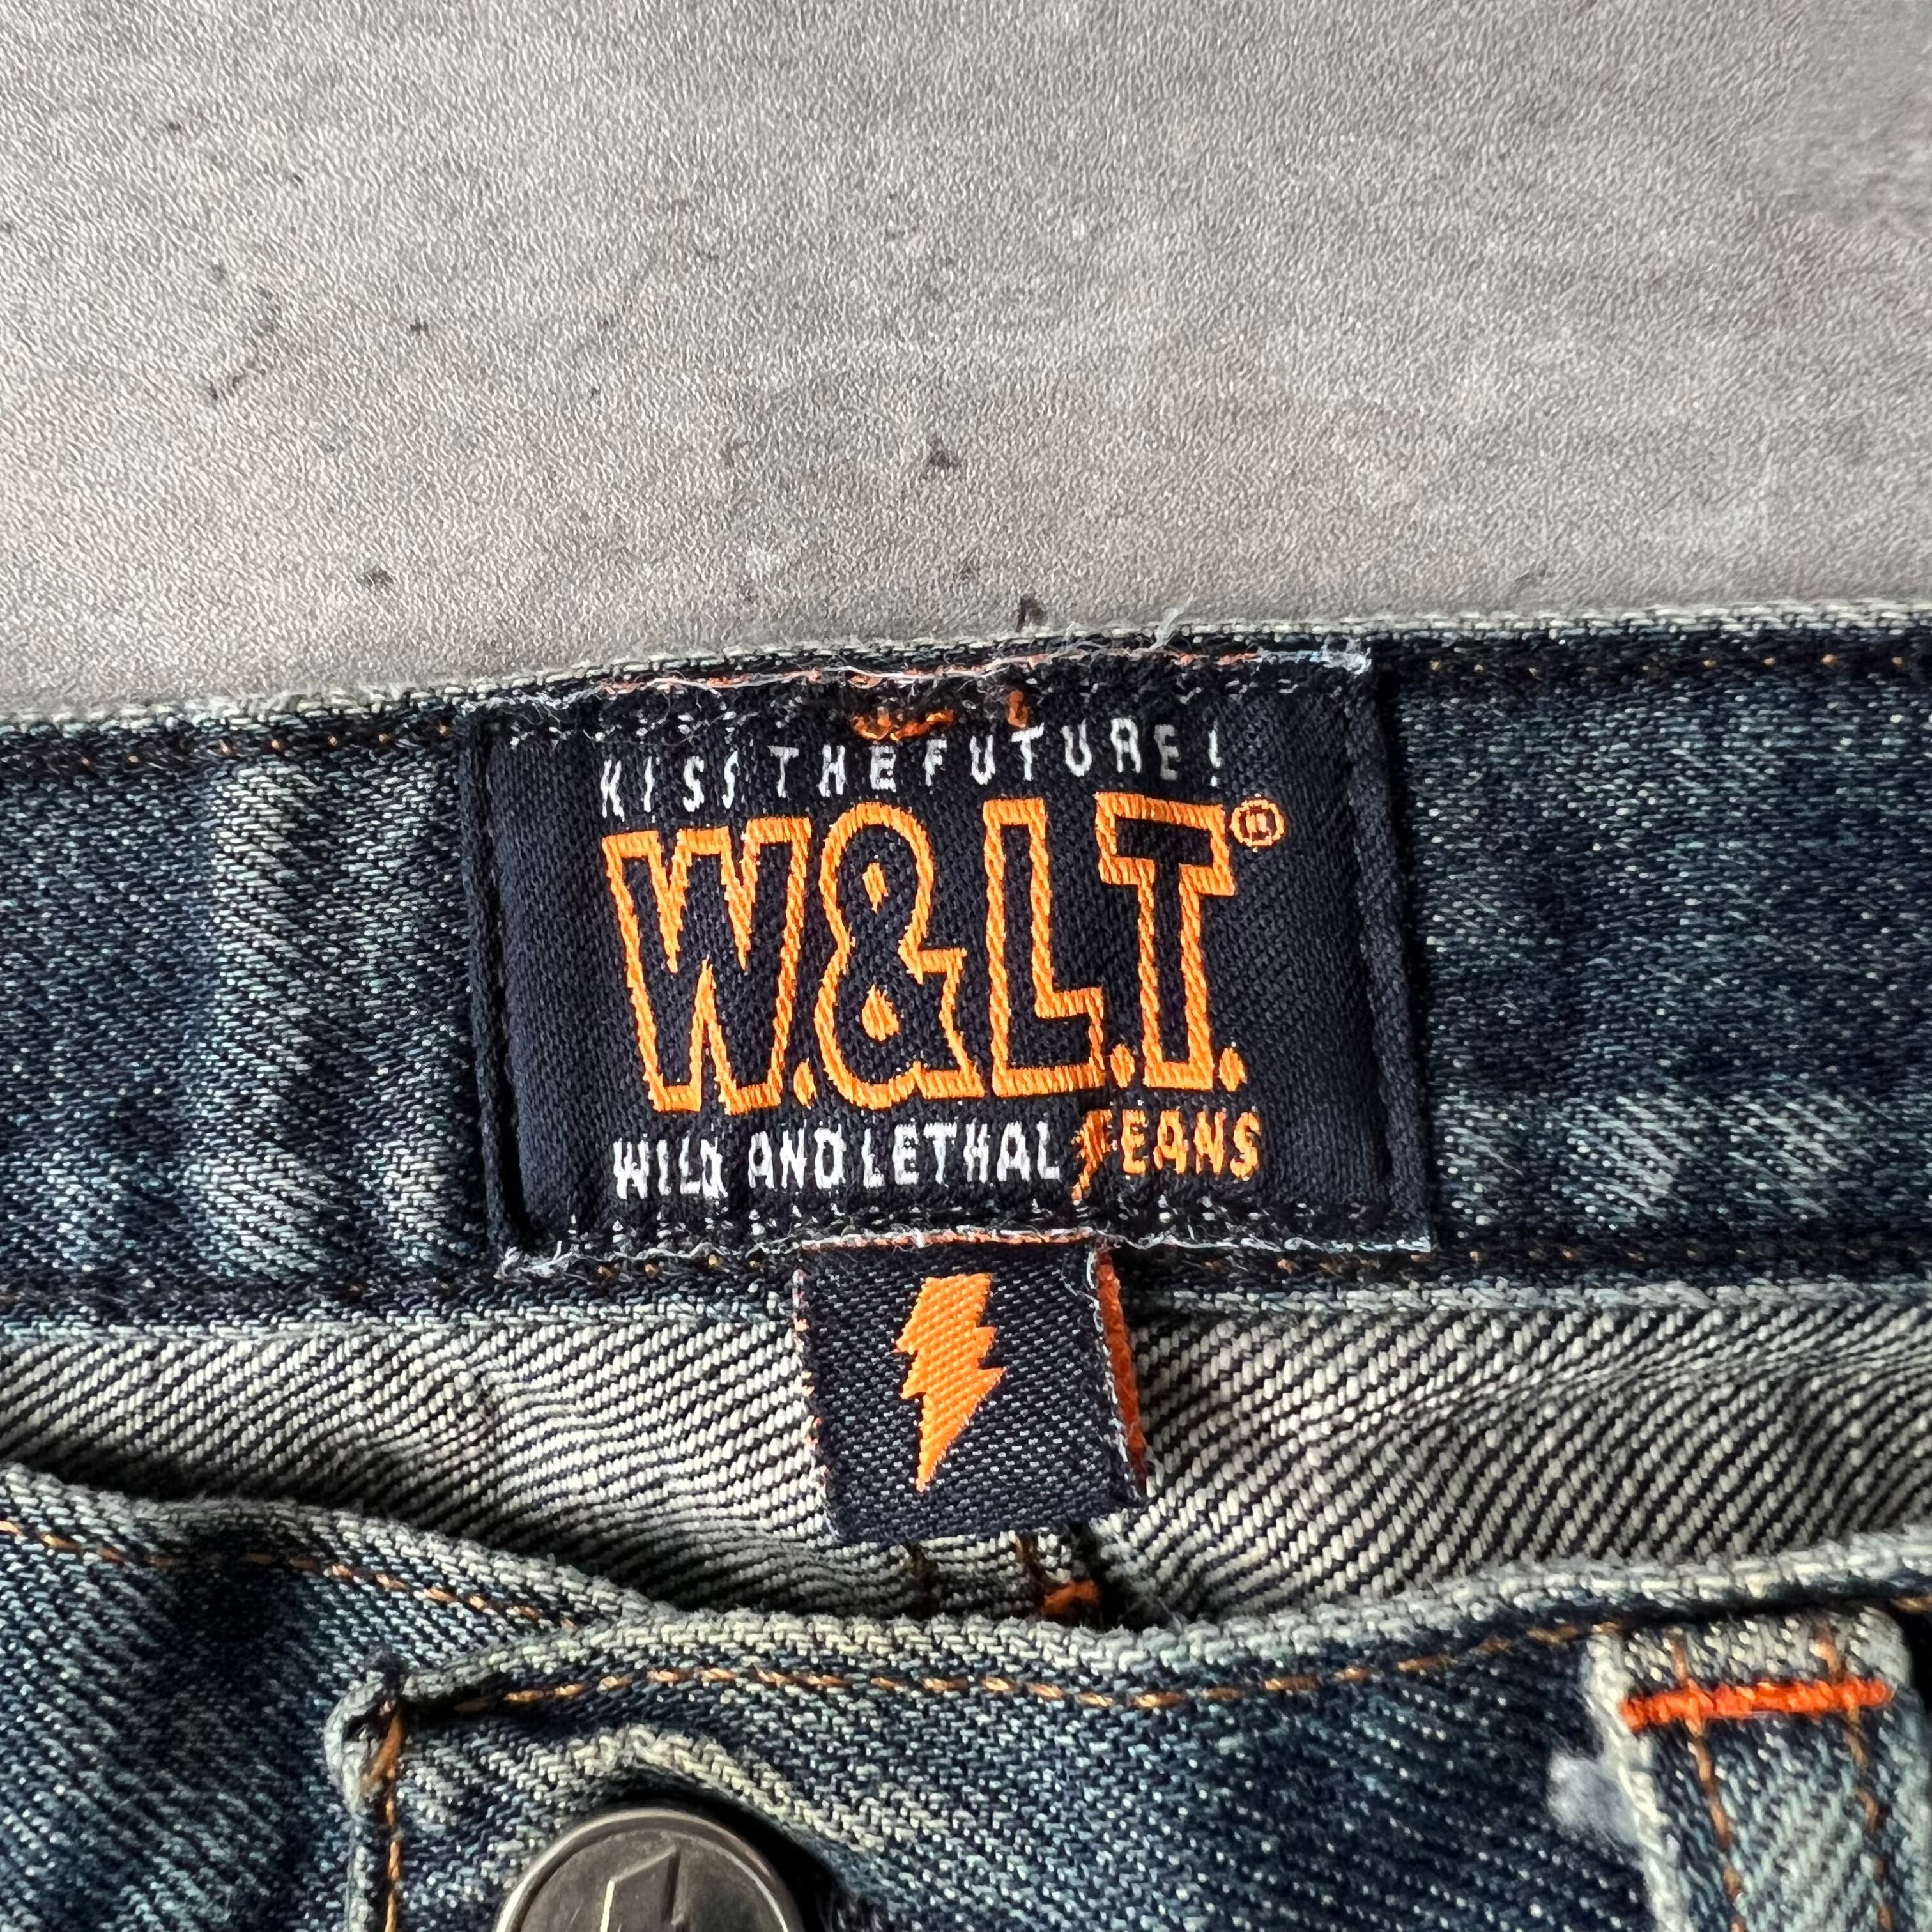 KISS THE FUTURE!
W.&L.T.®
WILD AND LETHAL JEANS